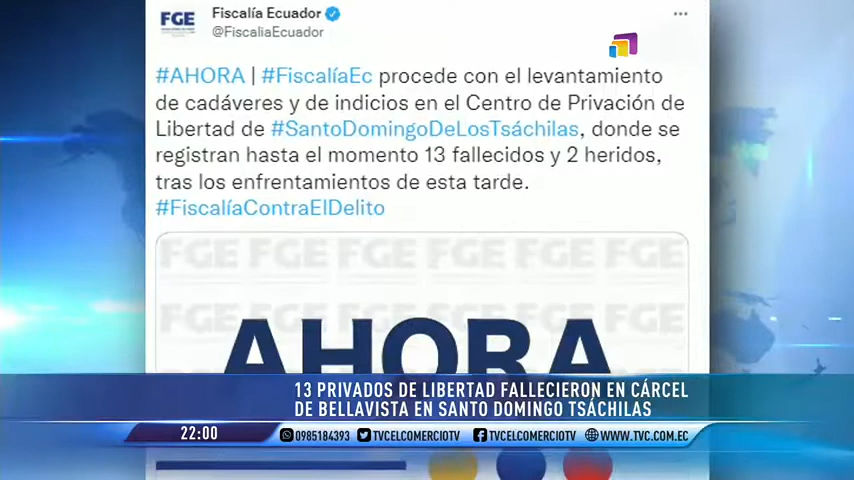 FGE
Fiscalía Ecuador
@FiscaliaEcuador
#AHORA | #FiscalíaEc procede con el levantamiento
de cadáveres y de indicios en el Centro de Privación de
Libertad de #SantoDomingoDeLosTsáchilas, donde se
registran hasta el momento 13 fallecidos y 2 heridos,
tras los enfrentamientos de esta tarde.
#FiscalíaContraElDelito
FGE FGE FGE FGE FGE
AHORA
13 PRIVADOS DE LIBERTAD FALLECIERON EN CÁRCEL
DE BELLAVISTA EN SANTO DOMINGO TSÁCHILAS
22:00 0985184393 TVCELCOMERCIOTV TVCELCOMERCIOTV WWW.TVC.COM.EC